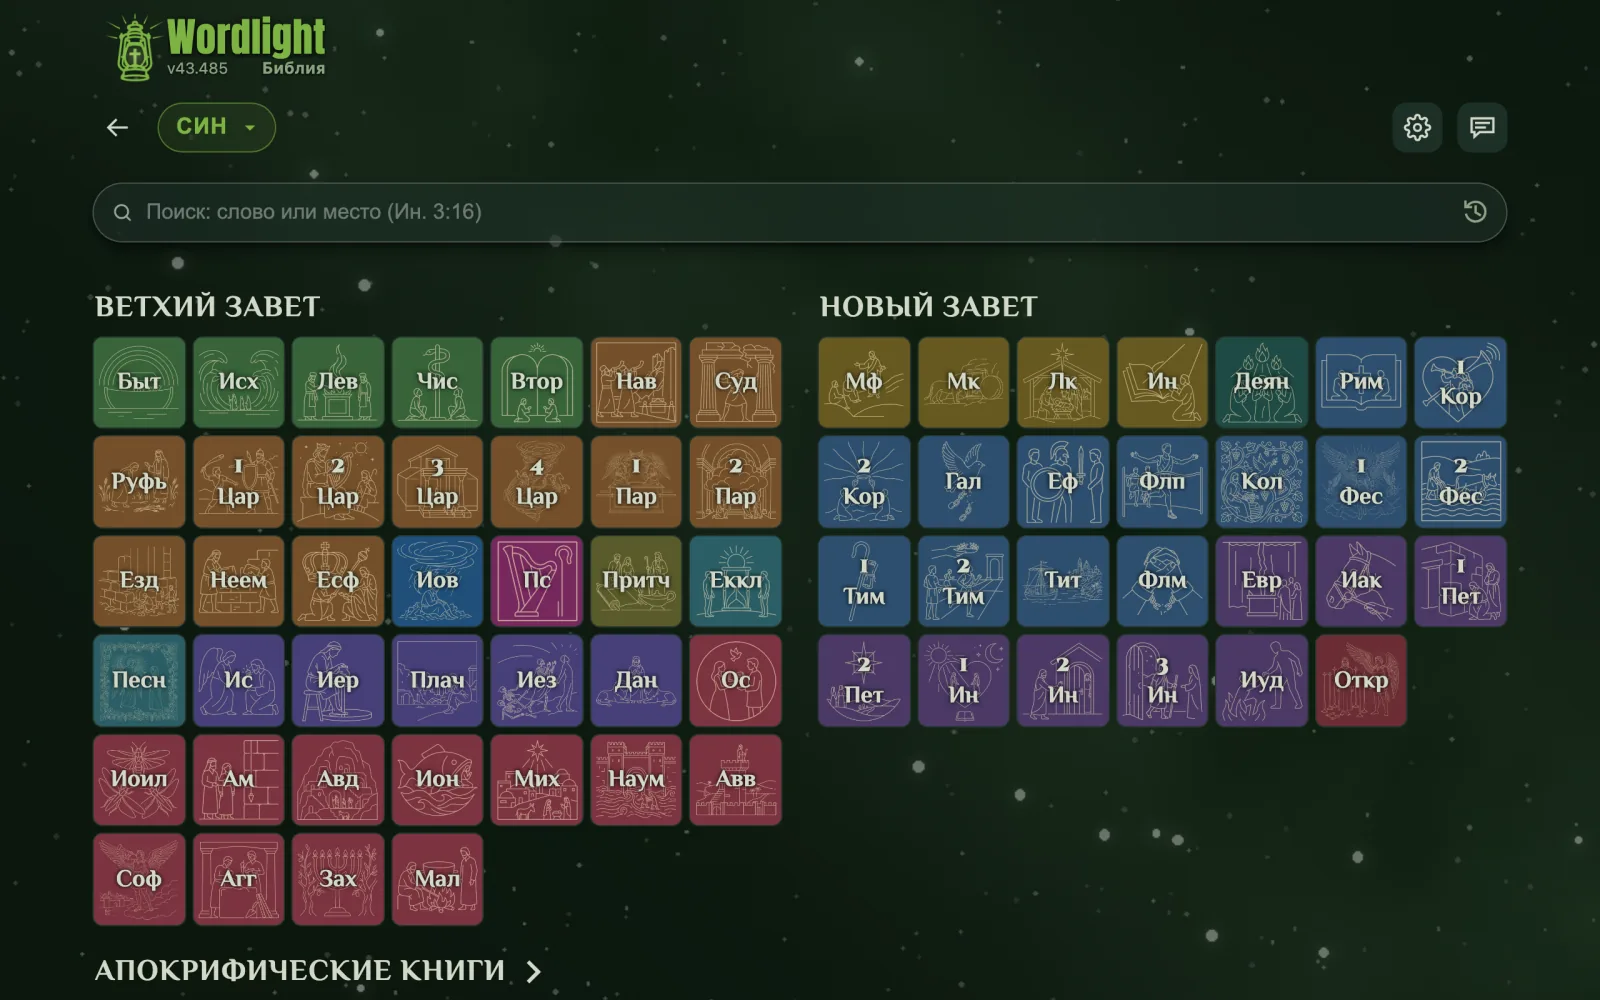 Wordlight
v43.485 Библия
СИН
Поиск: слово или место (Ин. 3:16)
ВЕТХИЙ ЗАВЕТ
Быт Исх Лев Чис Втор Нав Суд
Руфь 1 Цар 2 Цар 3 Цар 4 Цар 1 Пар 2 Пар
Езд Неем Есф Иов Пс Притч Еккл
Песн Ис Иер Плач Иез Дан Ос
Иоил Ам Авд Ион Мих Наум Авв
Соф Агг Зах Мал
НОВЫЙ ЗАВЕТ
Мф Мк Лк Ин Деян Рим 1 Кор
2 Кор Гал Еф Флп Кол 1 Фес 2 Фес
1 Тим 2 Тим Тит Флм Евр Иак 1 Пет
2 Пет 1 Ин 2 Ин 3 Ин Иуд Откр
АПОКРИФИЧЕСКИЕ КНИГИ